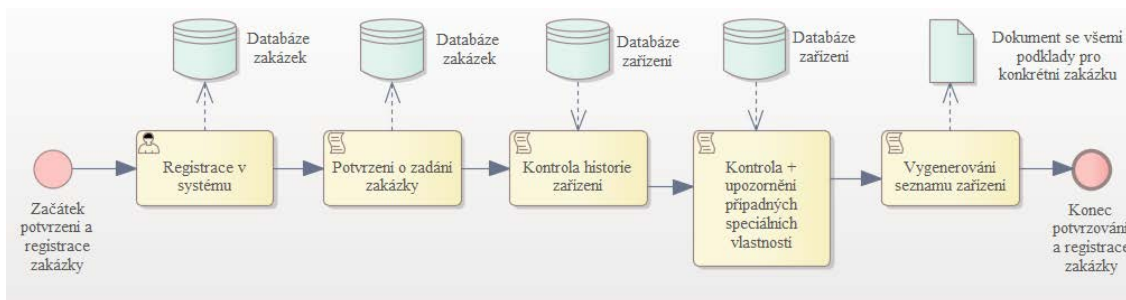 Databáze
zakázek
Databáze
zakázek
Databáze
zařízení
Databáze
zařízení
Dokument se všemi
podklady pro
konkrétní zakázku
Registrace v
systému
Potvrzení o zadání
zakázky
Kontrola historie
zařízení
Kontrola +
upozornění
případných
speciálních
vlastností
Vygenerování
seznamu zařízení
Začátek
potvrzení a
registrace
zakázky
Konec
potvrzování
a registrace
zakázky